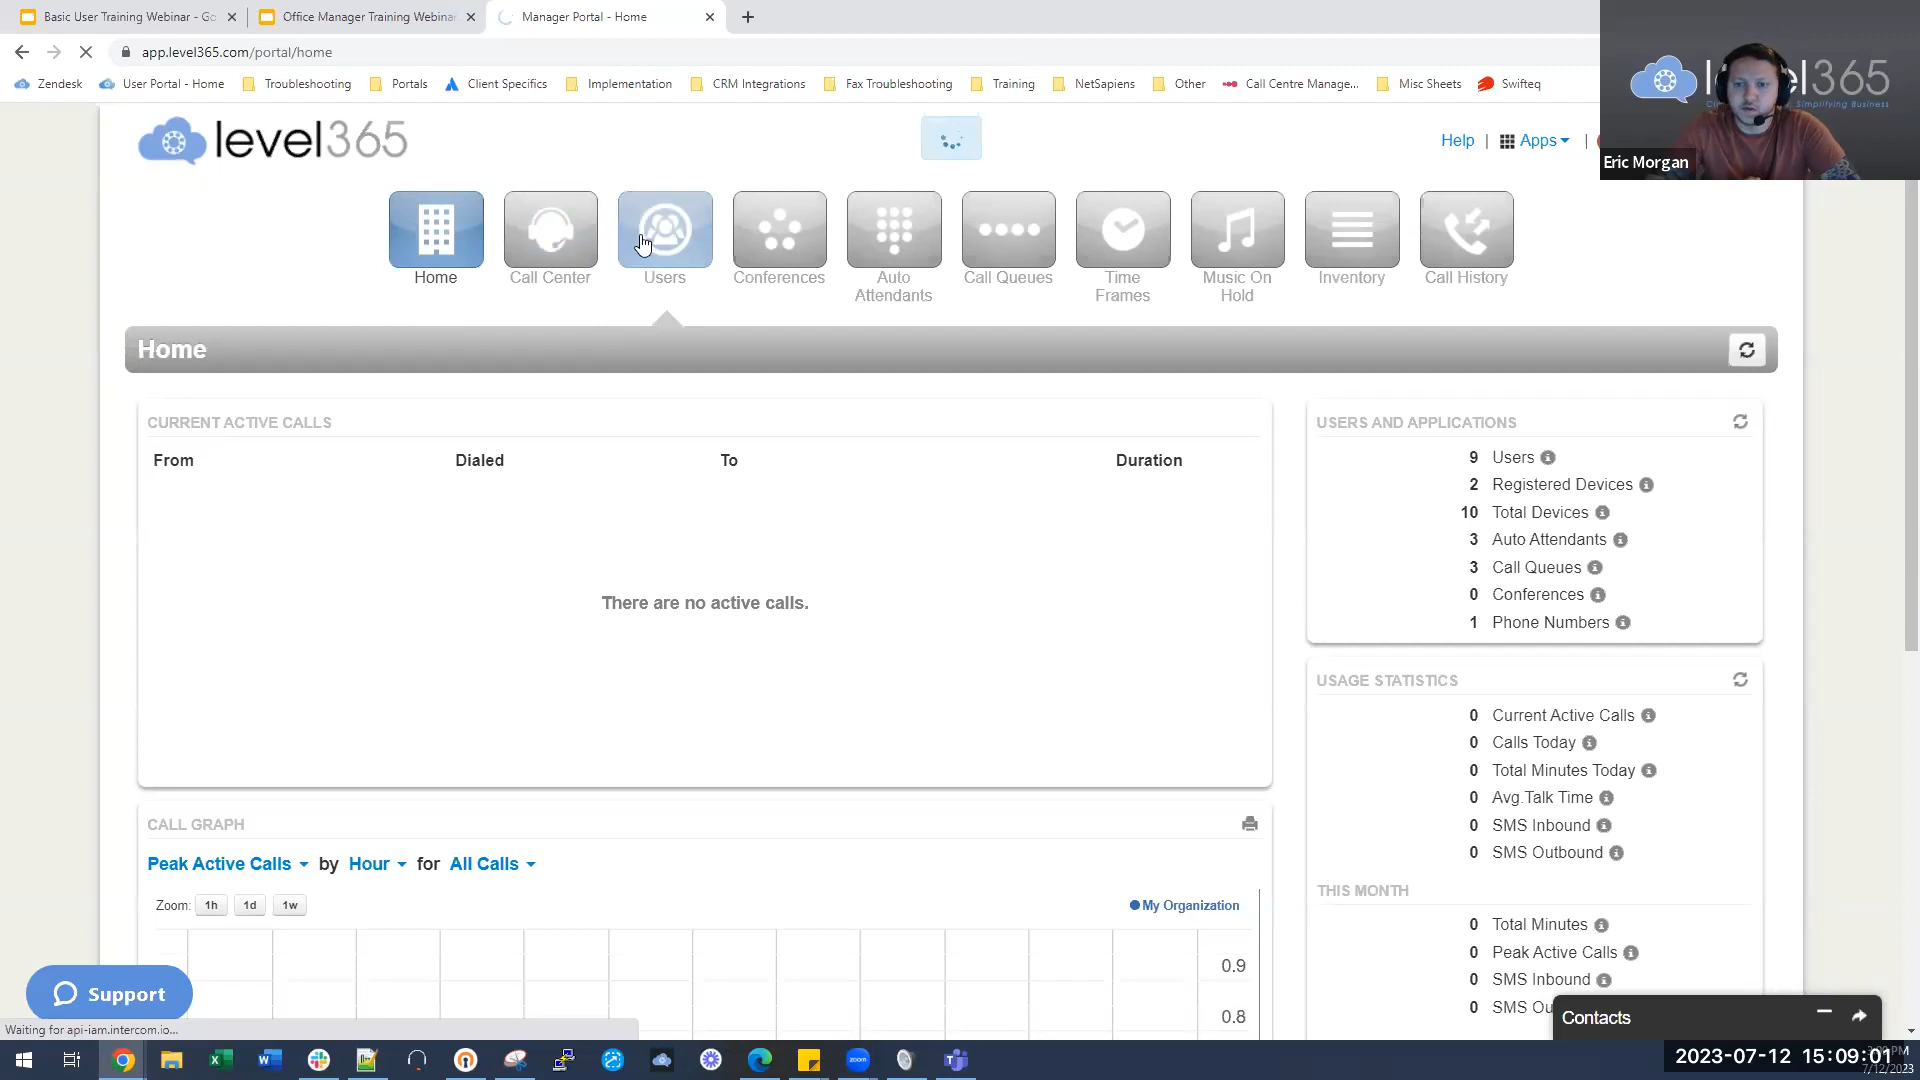 Basic User Training Webinar - Go
Office Manager Training Webinar
Manager Portal - Home
app.level365.com/portal/home
Zendesk
User Portal - Home
Troubleshooting
Portals
Client Specifics
Implementation
CRM Integrations
Fax Troubleshooting
Training
NetSapiens
Other
Call Centre Manage...
Misc Sheets
Swifteq
level365
Simplifying Business
Eric Morgan
level365
Help | Apps |
Home
Call Center
Users
Conferences
Auto
Attendants
Call Queues
Time
Frames
Music On
Hold
Inventory
Call History
Home
CURRENT ACTIVE CALLS
From Dialed To Duration
There are no active calls.
USERS AND APPLICATIONS
9 Users
2 Registered Devices
10 Total Devices
3 Auto Attendants
3 Call Queues
0 Conferences
1 Phone Numbers
USAGE STATISTICS
0 Current Active Calls
0 Calls Today
0 Total Minutes Today
0 Avg.Talk Time
0 SMS Inbound
0 SMS Outbound
THIS MONTH
0 Total Minutes
0 Peak Active Calls
0 SMS Inbound
0 SMS Ou
CALL GRAPH
Peak Active Calls by Hour for All Calls
Zoom: 1h 1d 1w
My Organization
0.9
0.8
Support
Contacts
Waiting for api-iam.intercom.io...
zoom
2023-07-12 15:09:01
7/12/2023